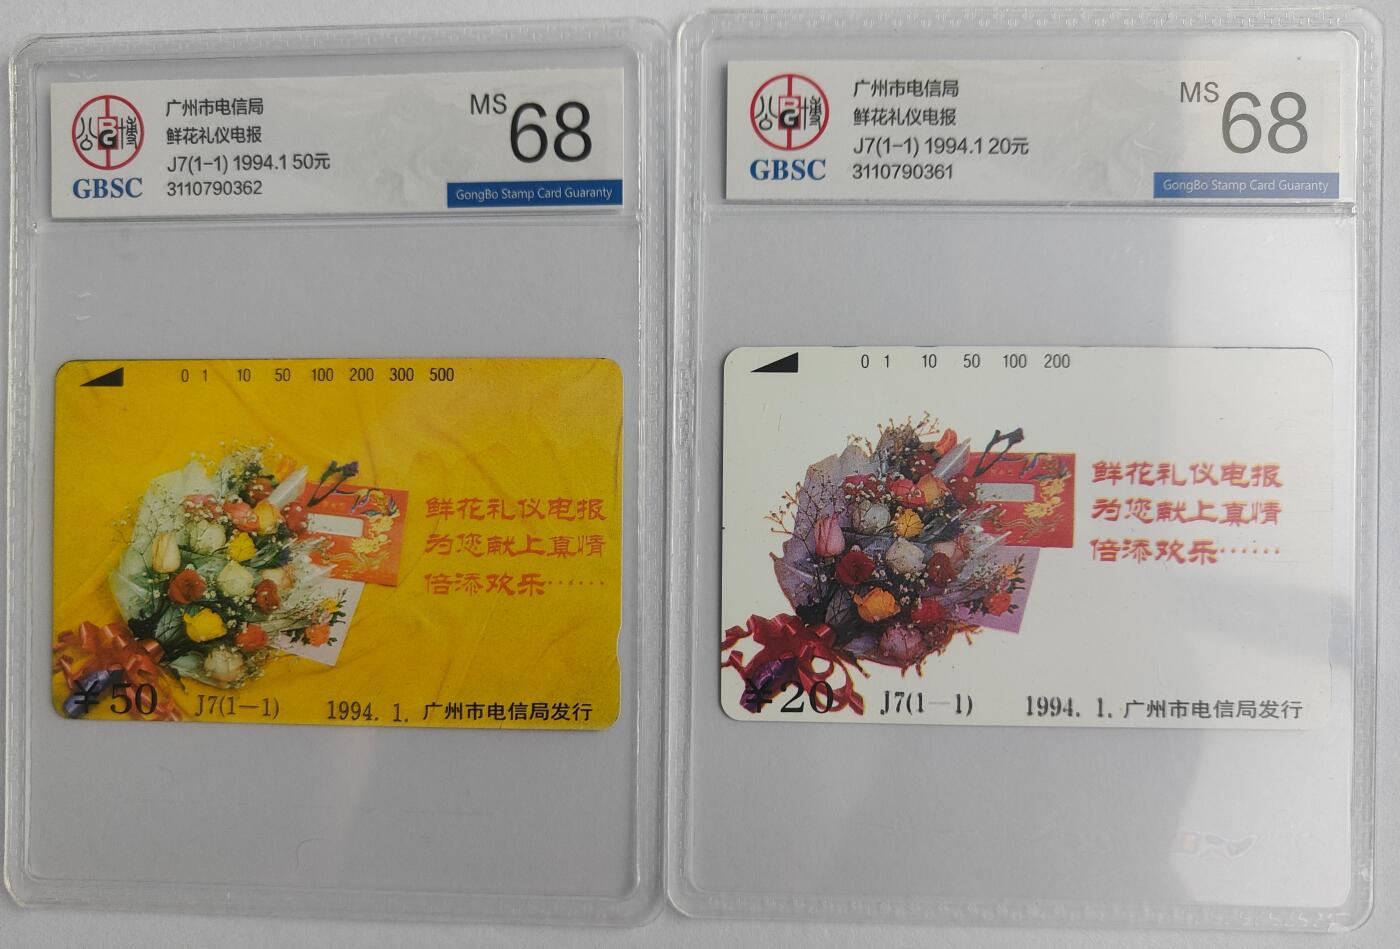 公博
BG
GBSC
广州市电信局
鲜花礼仪电报
J7(1-1) 1994.1 50元
3110790362
MS 68
GongBo Stamp Card Guaranty
0 1 10 50 100 200 300 500
鲜花礼仪电报
为您献上真情
倍添欢乐……
￥50 J7(1—1) 1994. 1. 广州市电信局发行
公博
BG
GBSC
广州市电信局
鲜花礼仪电报
J7(1-1) 1994.1 20元
3110790361
MS 68
GongBo Stamp Card Guaranty
0 1 10 50 100 200
鲜花礼仪电报
为您献上真情
倍添欢乐……
￥20 J7(1—1) 1994. 1. 广州市电信局发行